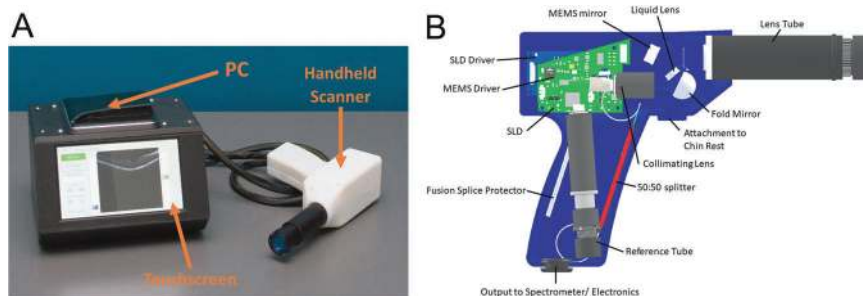 A
PC
Handheld
Scanner
Touchscreen
B
MEMS mirror
Liquid Lens
Lens Tube
SLD Driver
MEMS Driver
SLD
Fold Mirror
Attachment to
Chin Rest
Collimating Lens
Fusion Splice Protector
50:50 splitter
Reference Tube
Output to Spectrometer/ Electronics